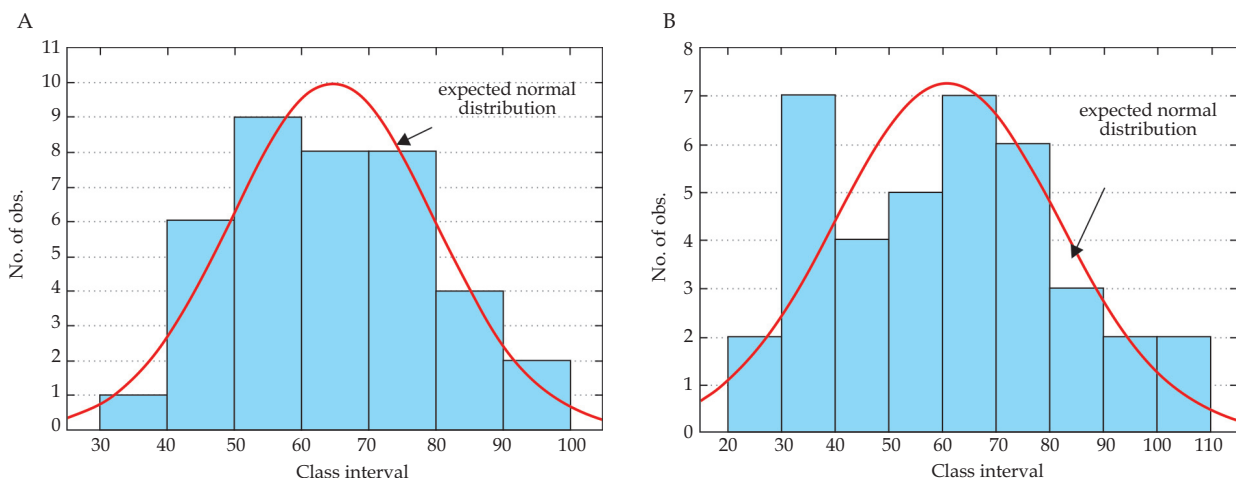 A
11
10
9
8
7
6
5
4
3
2
1
0
No. of obs.
expected normal
distribution
30 40 50 60 70 80 90 100
Class interval
B
8
7
6
5
4
3
2
1
0
No. of obs.
expected normal
distribution
20 30 40 50 60 70 80 90 100 110
Class interval